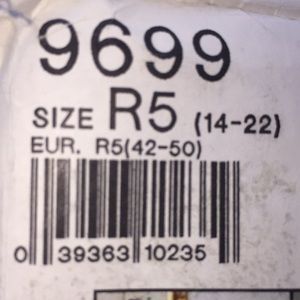 9699
SIZE R5 (14-22)
EUR. R5(42-50)
0 39363 10235